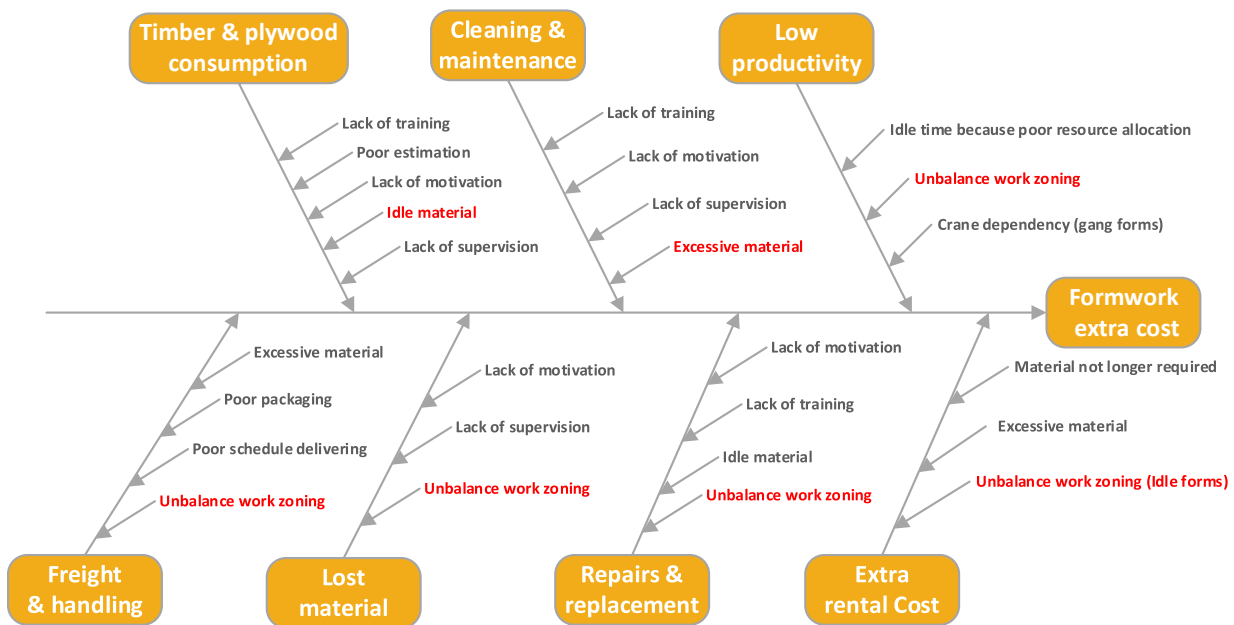 Timber & plywood
consumption
Cleaning &
maintenance
Low
productivity
Lack of training
Poor estimation
Lack of motivation
Idle material
Lack of supervision
Lack of training
Lack of motivation
Lack of supervision
Excessive material
Idle time because poor resource allocation
Unbalance work zoning
Crane dependency (gang forms)
Formwork
extra cost
Excessive material
Poor packaging
Poor schedule delivering
Unbalance work zoning
Lack of motivation
Lack of supervision
Unbalance work zoning
Lack of motivation
Lack of training
Idle material
Unbalance work zoning
Material not longer required
Excessive material
Unbalance work zoning (Idle forms)
Freight
& handling
Lost
material
Repairs &
replacement
Extra
rental Cost